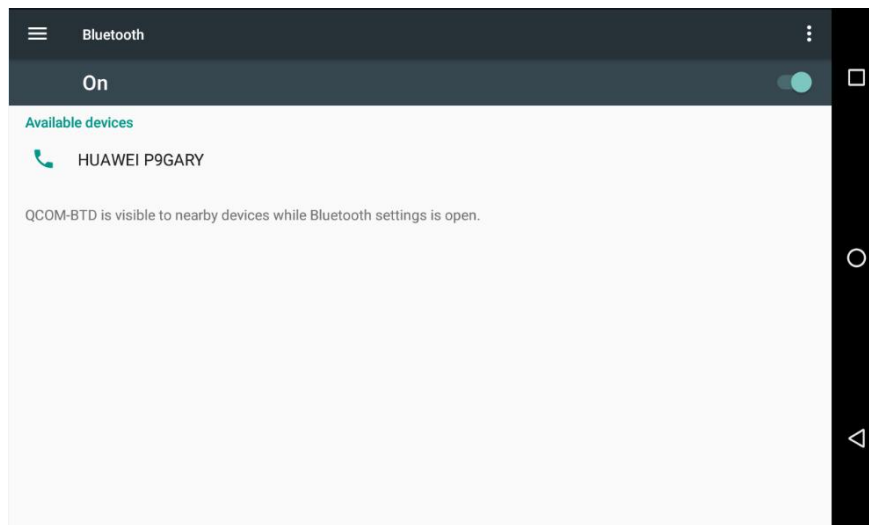 Bluetooth
On
Available devices
HUAWEI P9GARY
QCOM-BTD is visible to nearby devices while Bluetooth settings is open.